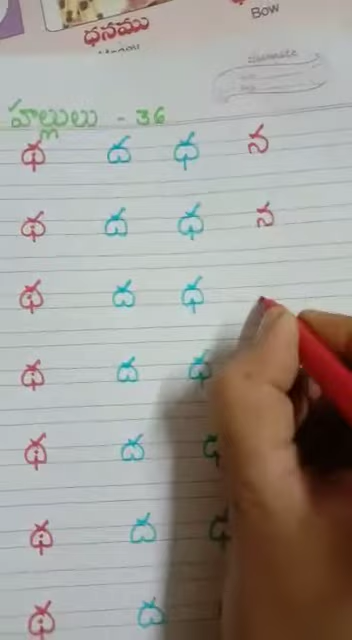 ధనము
Bow
హల్లులు - 36
థ ద ధ న
థ ద ధ న
థ ద ధ
థ ద ధ
థ ద
థ ద
థ ద